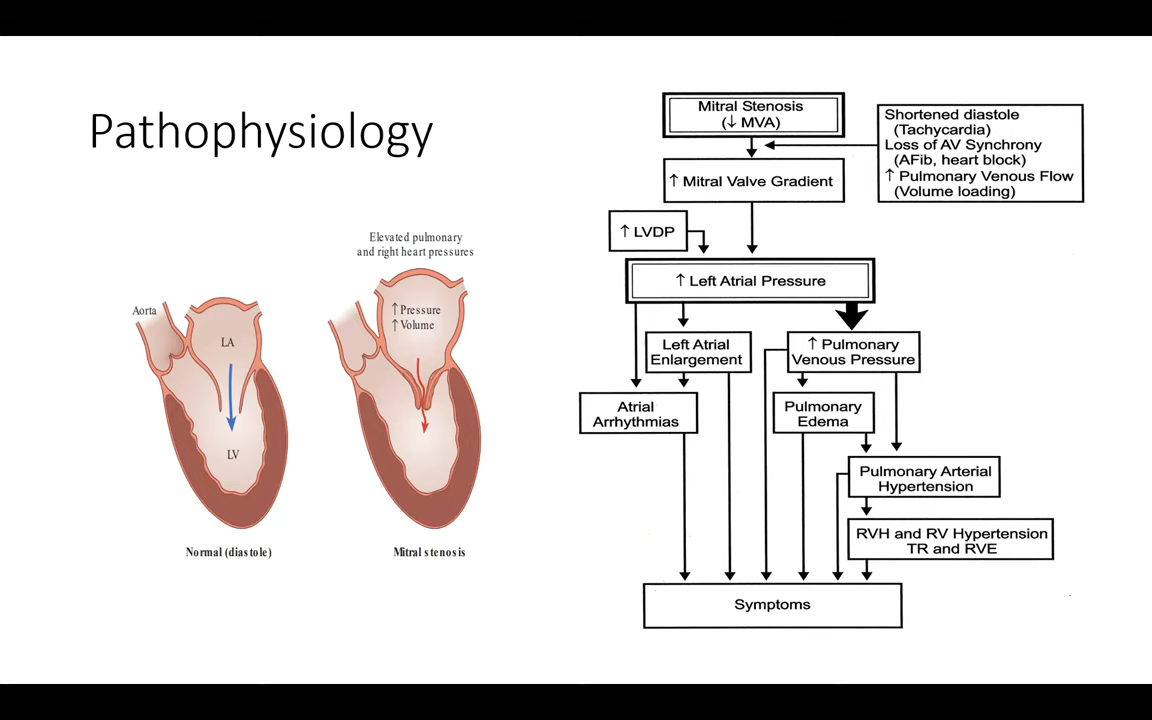 Pathophysiology
Elevated pulmonary
and right heart pressures
Aorta
LA
LV
Normal (diastole)
↑ Pressure
↑ Volume
Mitral stenosis
Mitral Stenosis
(↓ MVA)
Shortened diastole
(Tachycardia)
Loss of AV Synchrony
(AFib, heart block)
↑ Pulmonary Venous Flow
(Volume loading)
↑ Mitral Valve Gradient
↑ LVDP
↑ Left Atrial Pressure
Left Atrial
Enlargement
↑ Pulmonary
Venous Pressure
Atrial
Arrhythmias
Pulmonary
Edema
Pulmonary Arterial
Hypertension
RVH and RV Hypertension
TR and RVE
Symptoms